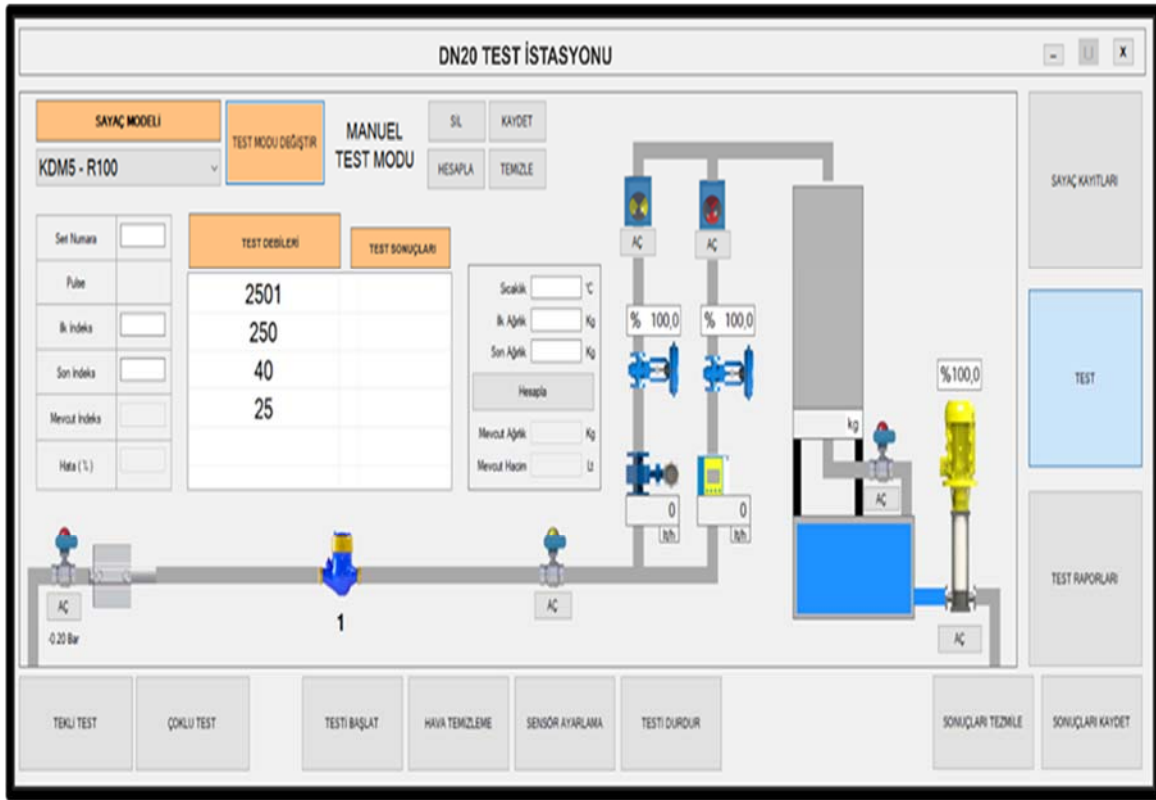 DN20 TEST İSTASYONU
SAYAÇ MODELİ
KDM5 - R100
TEST MODU DEĞİŞTİR
MANUEL
TEST MODU
SİL
KAYDET
HESAPLA
TEMİZLE
SAYAÇ KAYITLARI
TEST
TEST RAPORLARI
Seri Numara
Pulse
İlk İndeks
Son İndeks
Mevcut İndeks
Hata ( % )
TEST DEBİLERİ
TEST SONUÇLARI
2501
250
40
25
Sıcaklık °C
İlk Ağırlık Kg
Son Ağırlık Kg
Hesapla
Mevcut Ağırlık Kg
Mevcut Hacim Lt
AÇ
AÇ
% 100,0
% 100,0
0
lt/h
0
lt/h
kg
AÇ
%100,0
AÇ
AÇ
-0.20 Bar
1
AÇ
TEKLİ TEST
ÇOKLU TEST
TESTİ BAŞLAT
HAVA TEMİZLEME
SENSÖR AYARLAMA
TESTİ DURDUR
SONUÇLARI TEZMİLE
SONUÇLARI KAYDET